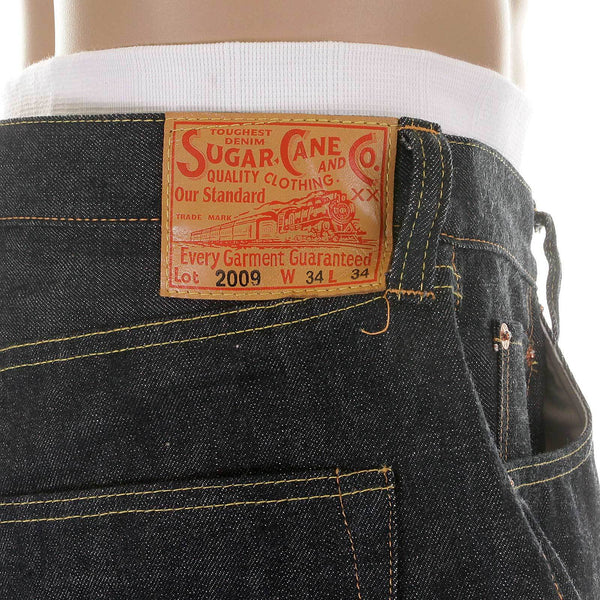 TOUGHEST
DENIM
SUGAR CANE AND CO.
QUALITY CLOTHING.
Our Standard XX
TRADE MARK
Every Garment Guaranteed
Lot 2009 W 34 L 34